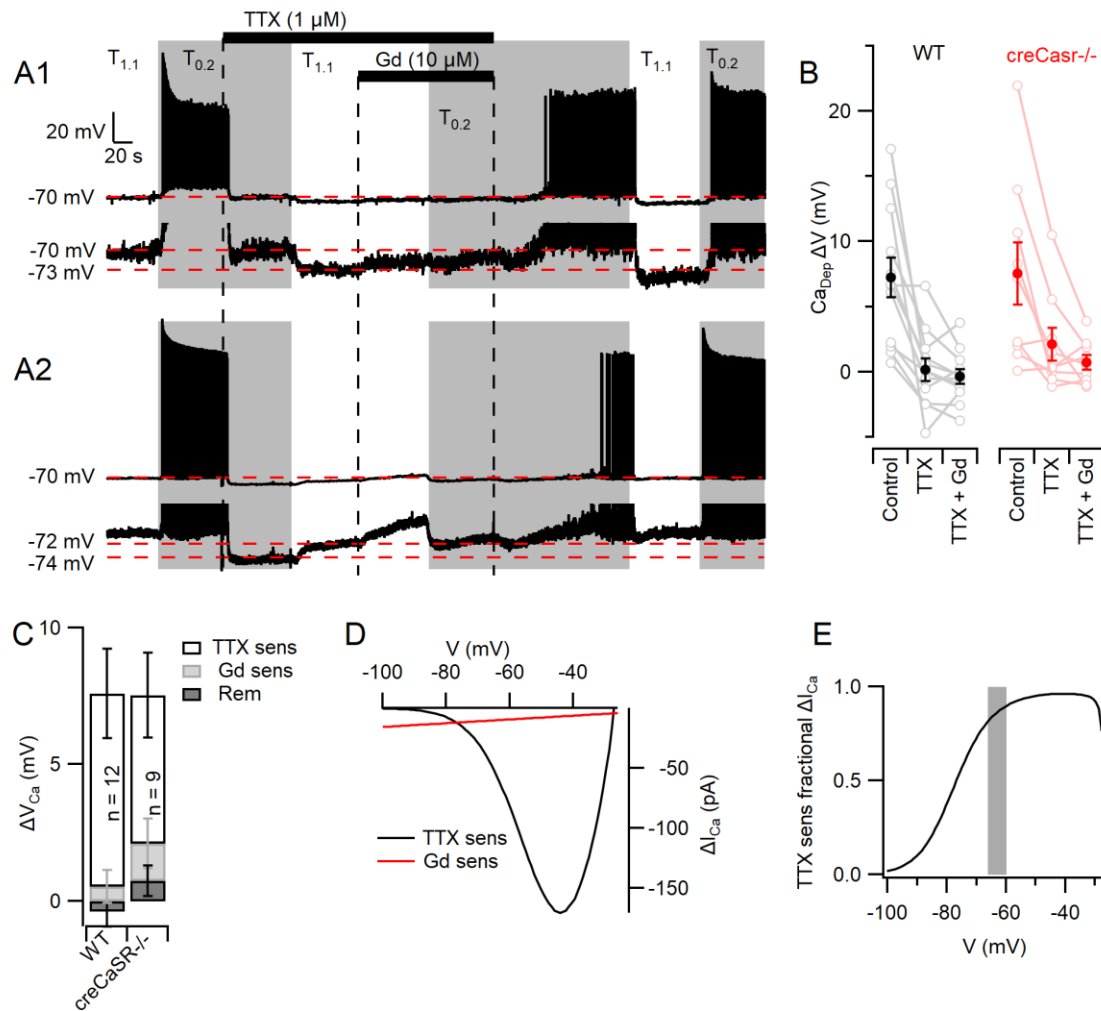 TTX (1 µM)
A1
T1.1
T0.2
T1.1
Gd (10 µM)
T0.2
T1.1
T0.2
20 mV
20 s
-70 mV
-70 mV
-73 mV
A2
-70 mV
-72 mV
-74 mV
B
WT
creCasr-/-
CaDep ΔV (mV)
20
10
0
Control
TTX
TTX + Gd
Control
TTX
TTX + Gd
C
ΔVCa (mV)
10
5
0
n = 12
n = 9
WT
creCaSR-/-
TTX sens
Gd sens
Rem
D
V (mV)
-100
-80
-60
-40
-50
-100
-150
ΔICa (pA)
TTX sens
Gd sens
E
TTX sens fractional ΔICa
1.0
0.5
0.0
-100
-80
-60
-40
V (mV)